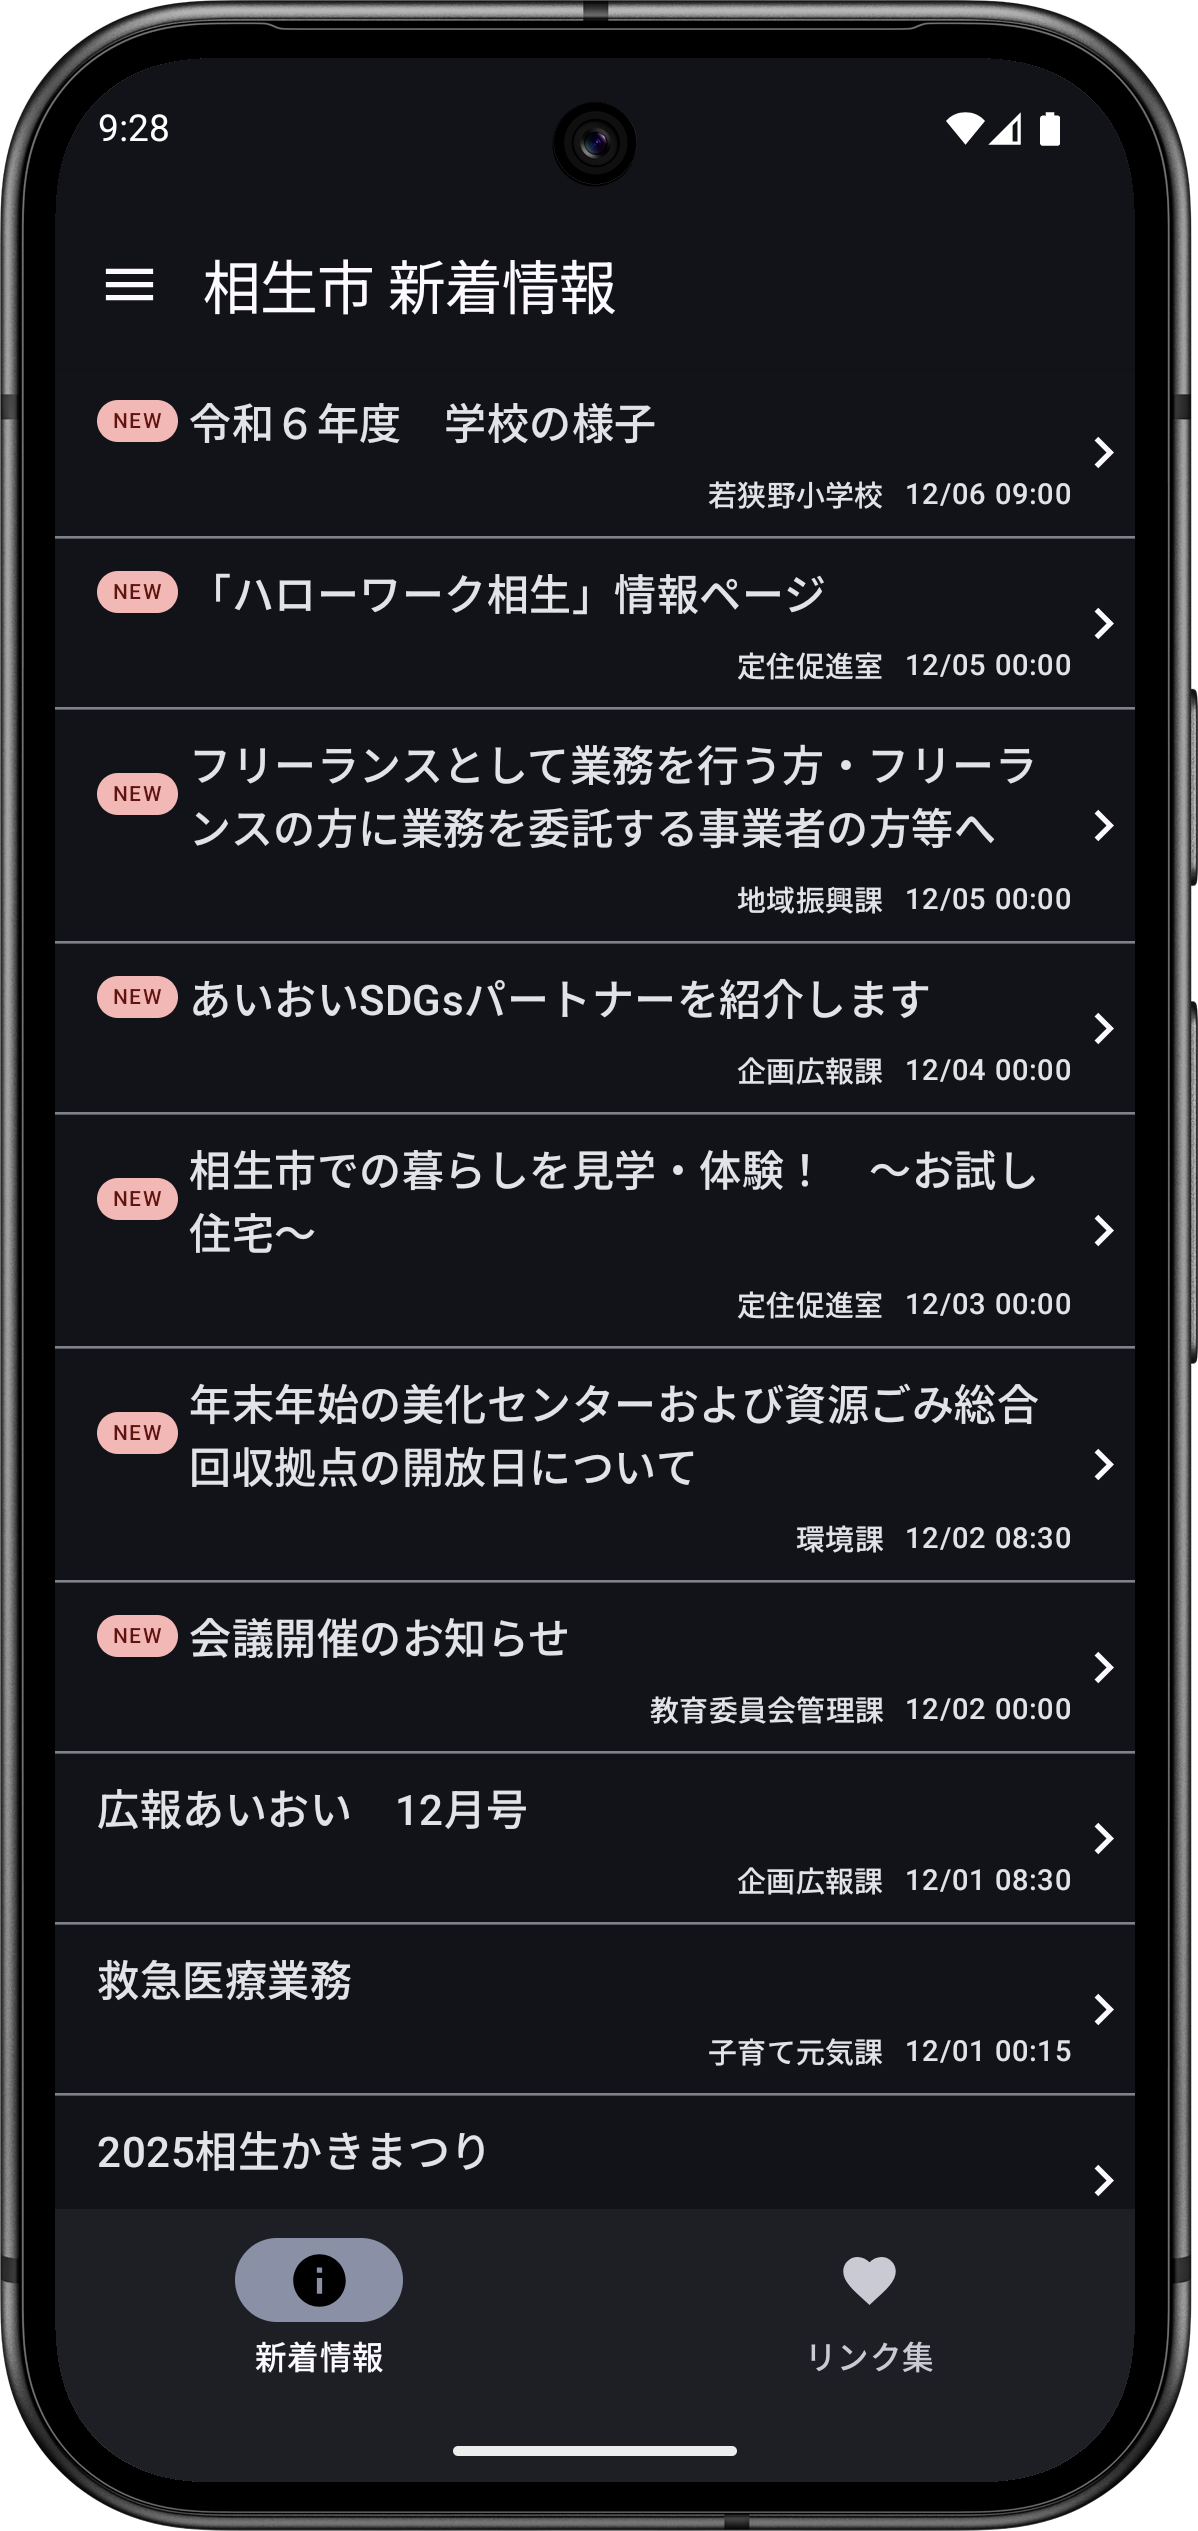 9:28
相生市 新着情報
NEW 令和６年度　学校の様子
若狭野小学校 12/06 09:00
NEW 「ハローワーク相生」情報ページ
定住促進室 12/05 00:00
NEW フリーランスとして業務を行う方・フリーラ
ンスの方に業務を委託する事業者の方等へ
地域振興課 12/05 00:00
NEW あいおいSDGsパートナーを紹介します
企画広報課 12/04 00:00
NEW 相生市での暮らしを見学・体験！　～お試し
住宅～
定住促進室 12/03 00:00
NEW 年末年始の美化センターおよび資源ごみ総合
回収拠点の開放日について
環境課 12/02 08:30
NEW 会議開催のお知らせ
教育委員会管理課 12/02 00:00
広報あいおい　12月号
企画広報課 12/01 08:30
救急医療業務
子育て元気課 12/01 00:15
2025相生かきまつり
新着情報
リンク集